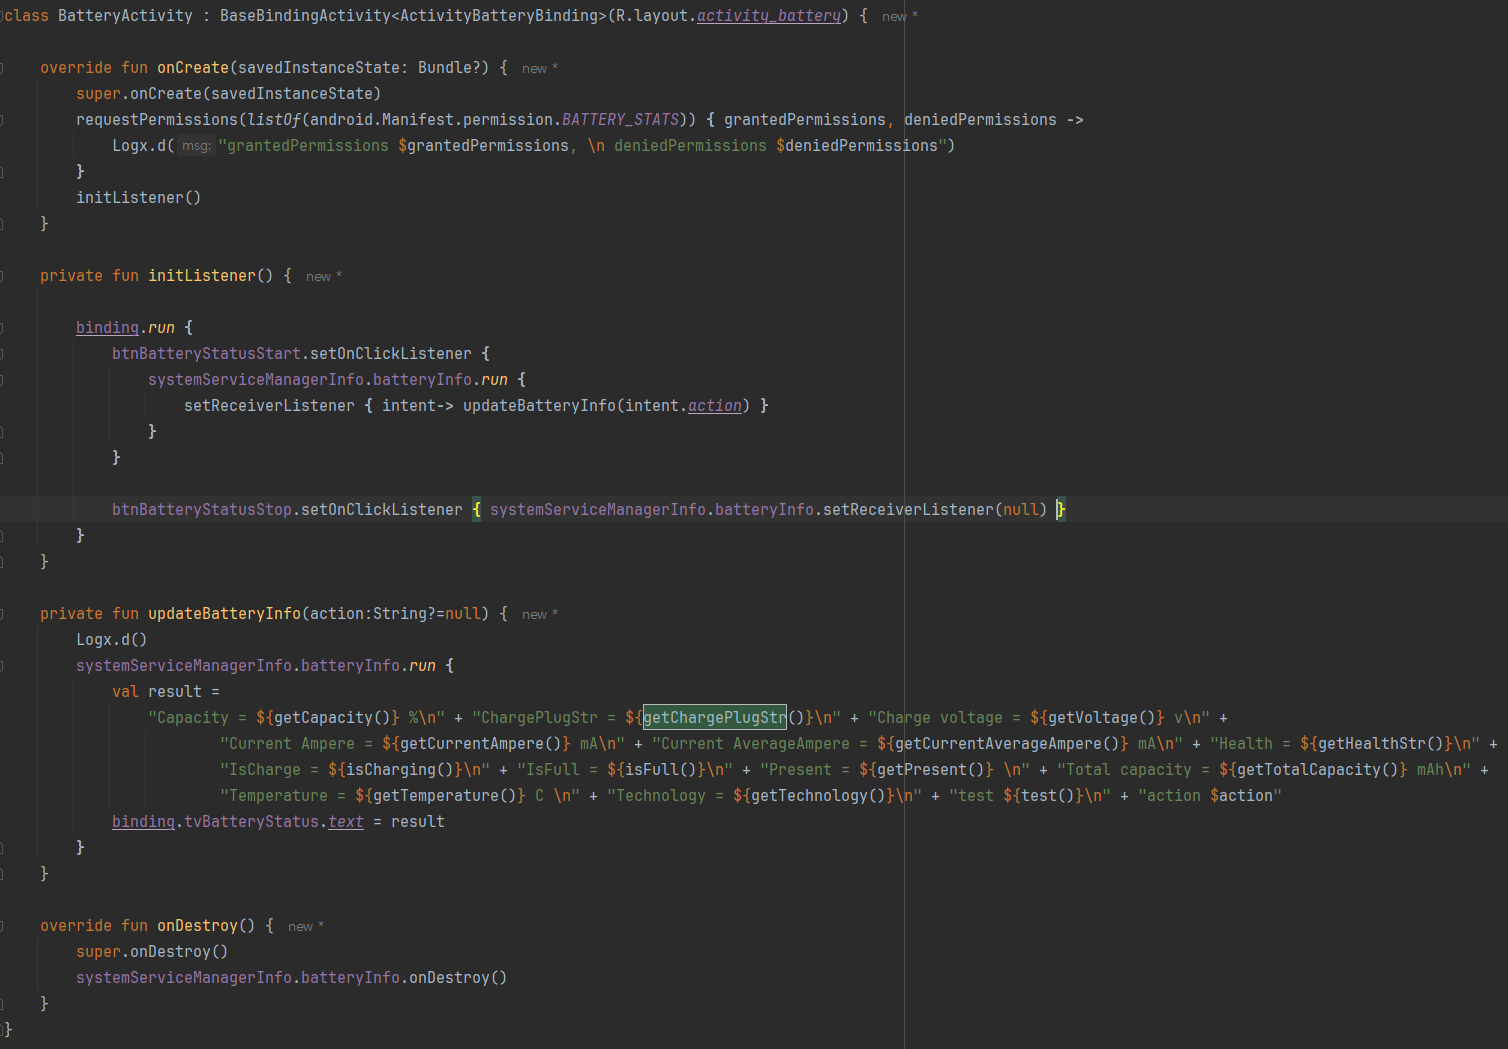 class BatteryActivity : BaseBindingActivity<ActivityBatteryBinding>(R.layout.activity_battery) { new *
override fun onCreate(savedInstanceState: Bundle?) { new *
super.onCreate(savedInstanceState)
requestPermissions(listOf(android.Manifest.permission.BATTERY_STATS)) { grantedPermissions, deniedPermissions ->
Logx.d( msg: "grantedPermissions $grantedPermissions, \n deniedPermissions $deniedPermissions")
}
initListener()
}
private fun initListener() { new *
binding.run {
btnBatteryStatusStart.setOnClickListener {
systemServiceManagerInfo.batteryInfo.run {
setReceiverListener { intent-> updateBatteryInfo(intent.action) }
}
}
btnBatteryStatusStop.setOnClickListener { systemServiceManagerInfo.batteryInfo.setReceiverListener(null) }
}
}
private fun updateBatteryInfo(action:String?=null) { new *
Logx.d()
systemServiceManagerInfo.batteryInfo.run {
val result =
"Capacity = ${getCapacity()} %\n" + "ChargePlugStr = ${getChargePlugStr()}\n" + "Charge voltage = ${getVoltage()} v\n" +
"Current Ampere = ${getCurrentAmpere()} mA\n" + "Current AverageAmpere = ${getCurrentAverageAmpere()} mA\n" + "Health = ${getHealthStr()}\n" +
"IsCharge = ${isCharging()}\n" + "IsFull = ${isFull()}\n" + "Present = ${getPresent()} \n" + "Total capacity = ${getTotalCapacity()} mAh\n" +
"Temperature = ${getTemperature()} C \n" + "Technology = ${getTechnology()}\n" + "test ${test()}\n" + "action $action"
binding.tvBatteryStatus.text = result
}
}
override fun onDestroy() { new *
super.onDestroy()
systemServiceManagerInfo.batteryInfo.onDestroy()
}
}